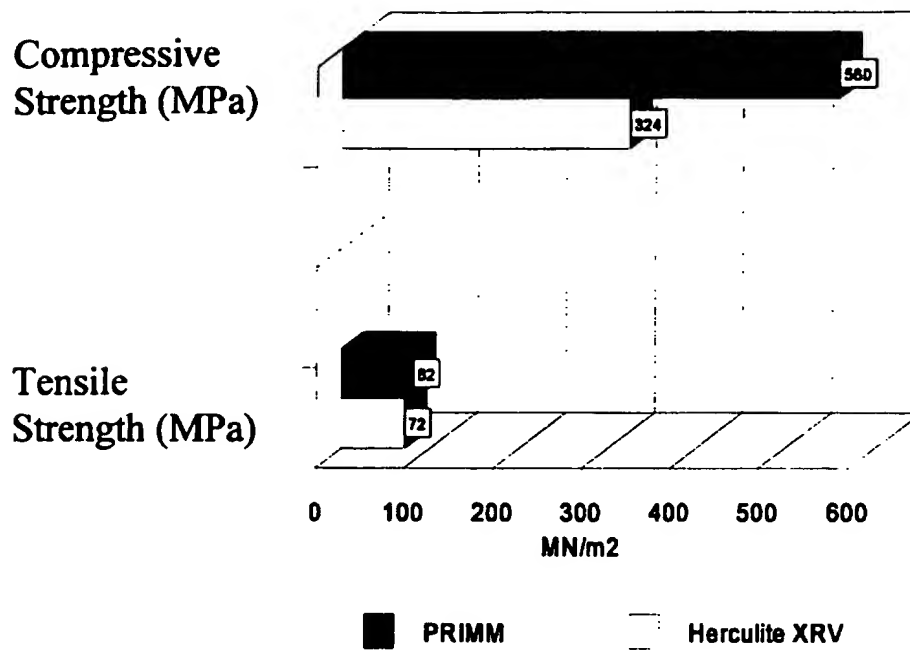 Compressive
Strength (MPa)
560
324
Tensile
Strength (MPa)
82
72
0 100 200 300 400 500 600
MN/m2
PRIMM Herculite XRV